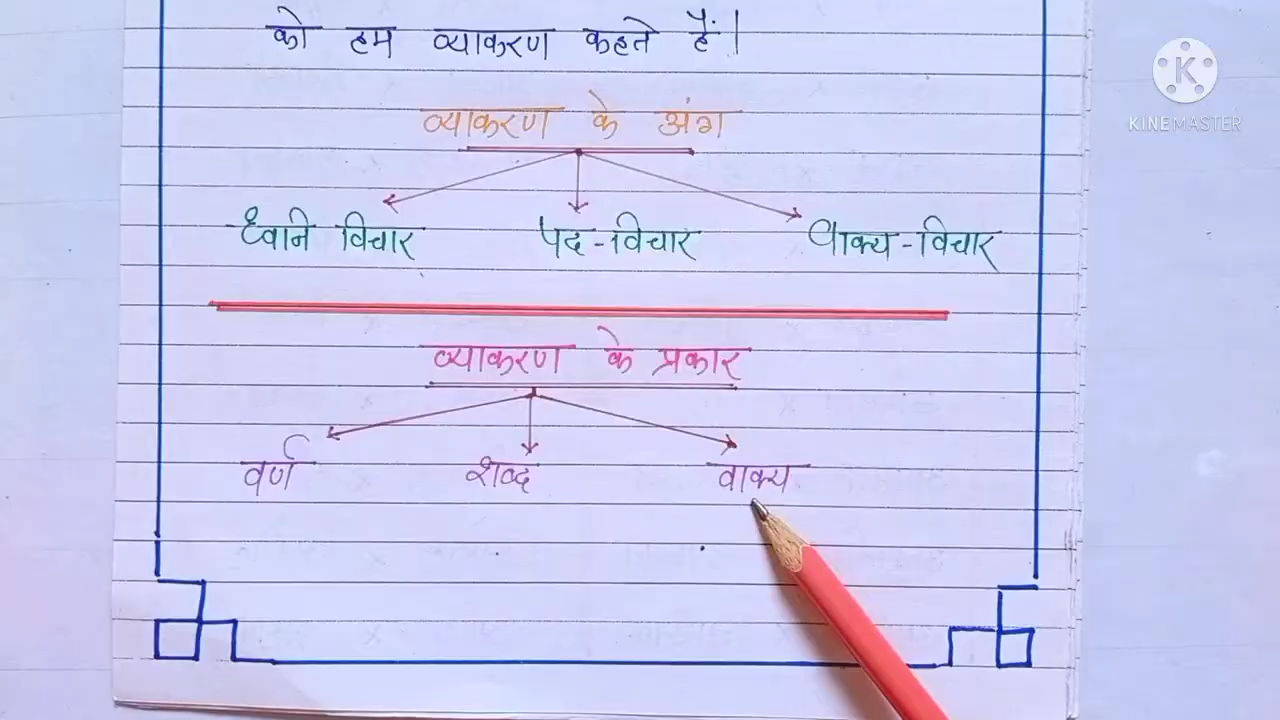 को हम व्याकरण कहते हैं।
KINEMASTER
व्याकरण के अंग
ध्वनि विचार पद-विचार वाक्य-विचार
व्याकरण के प्रकार
वर्ण शब्द वाक्य